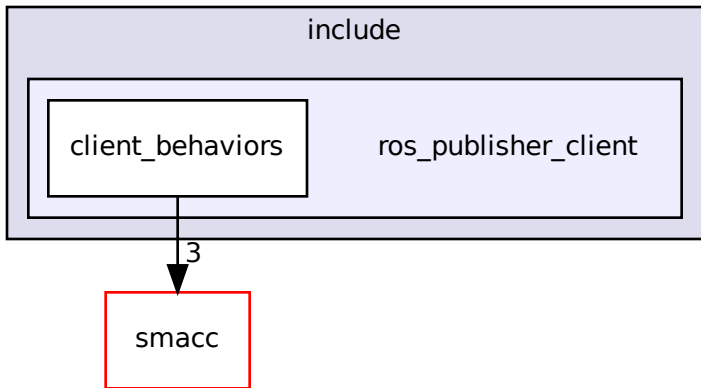 include
client_behaviors
ros_publisher_client
3
smacc